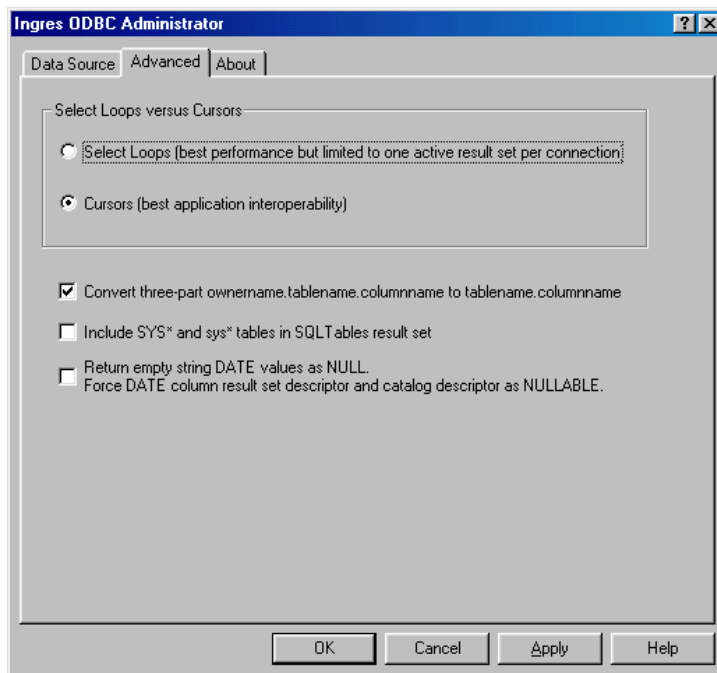 Ingres ODBC Administrator
Data Source
Advanced
About
Select Loops versus Cursors
Select Loops (best performance but limited to one active result set per connection
Cursors (best application interoperability)
Convert three-part ownername.tablename.columnname to tablename.columnname
Include SYS* and sys* tables in SQLTables result set
Return empty string DATE values as NULL.
Force DATE column result set descriptor and catalog descriptor as NULLABLE.
OK
Cancel
Apply
Help